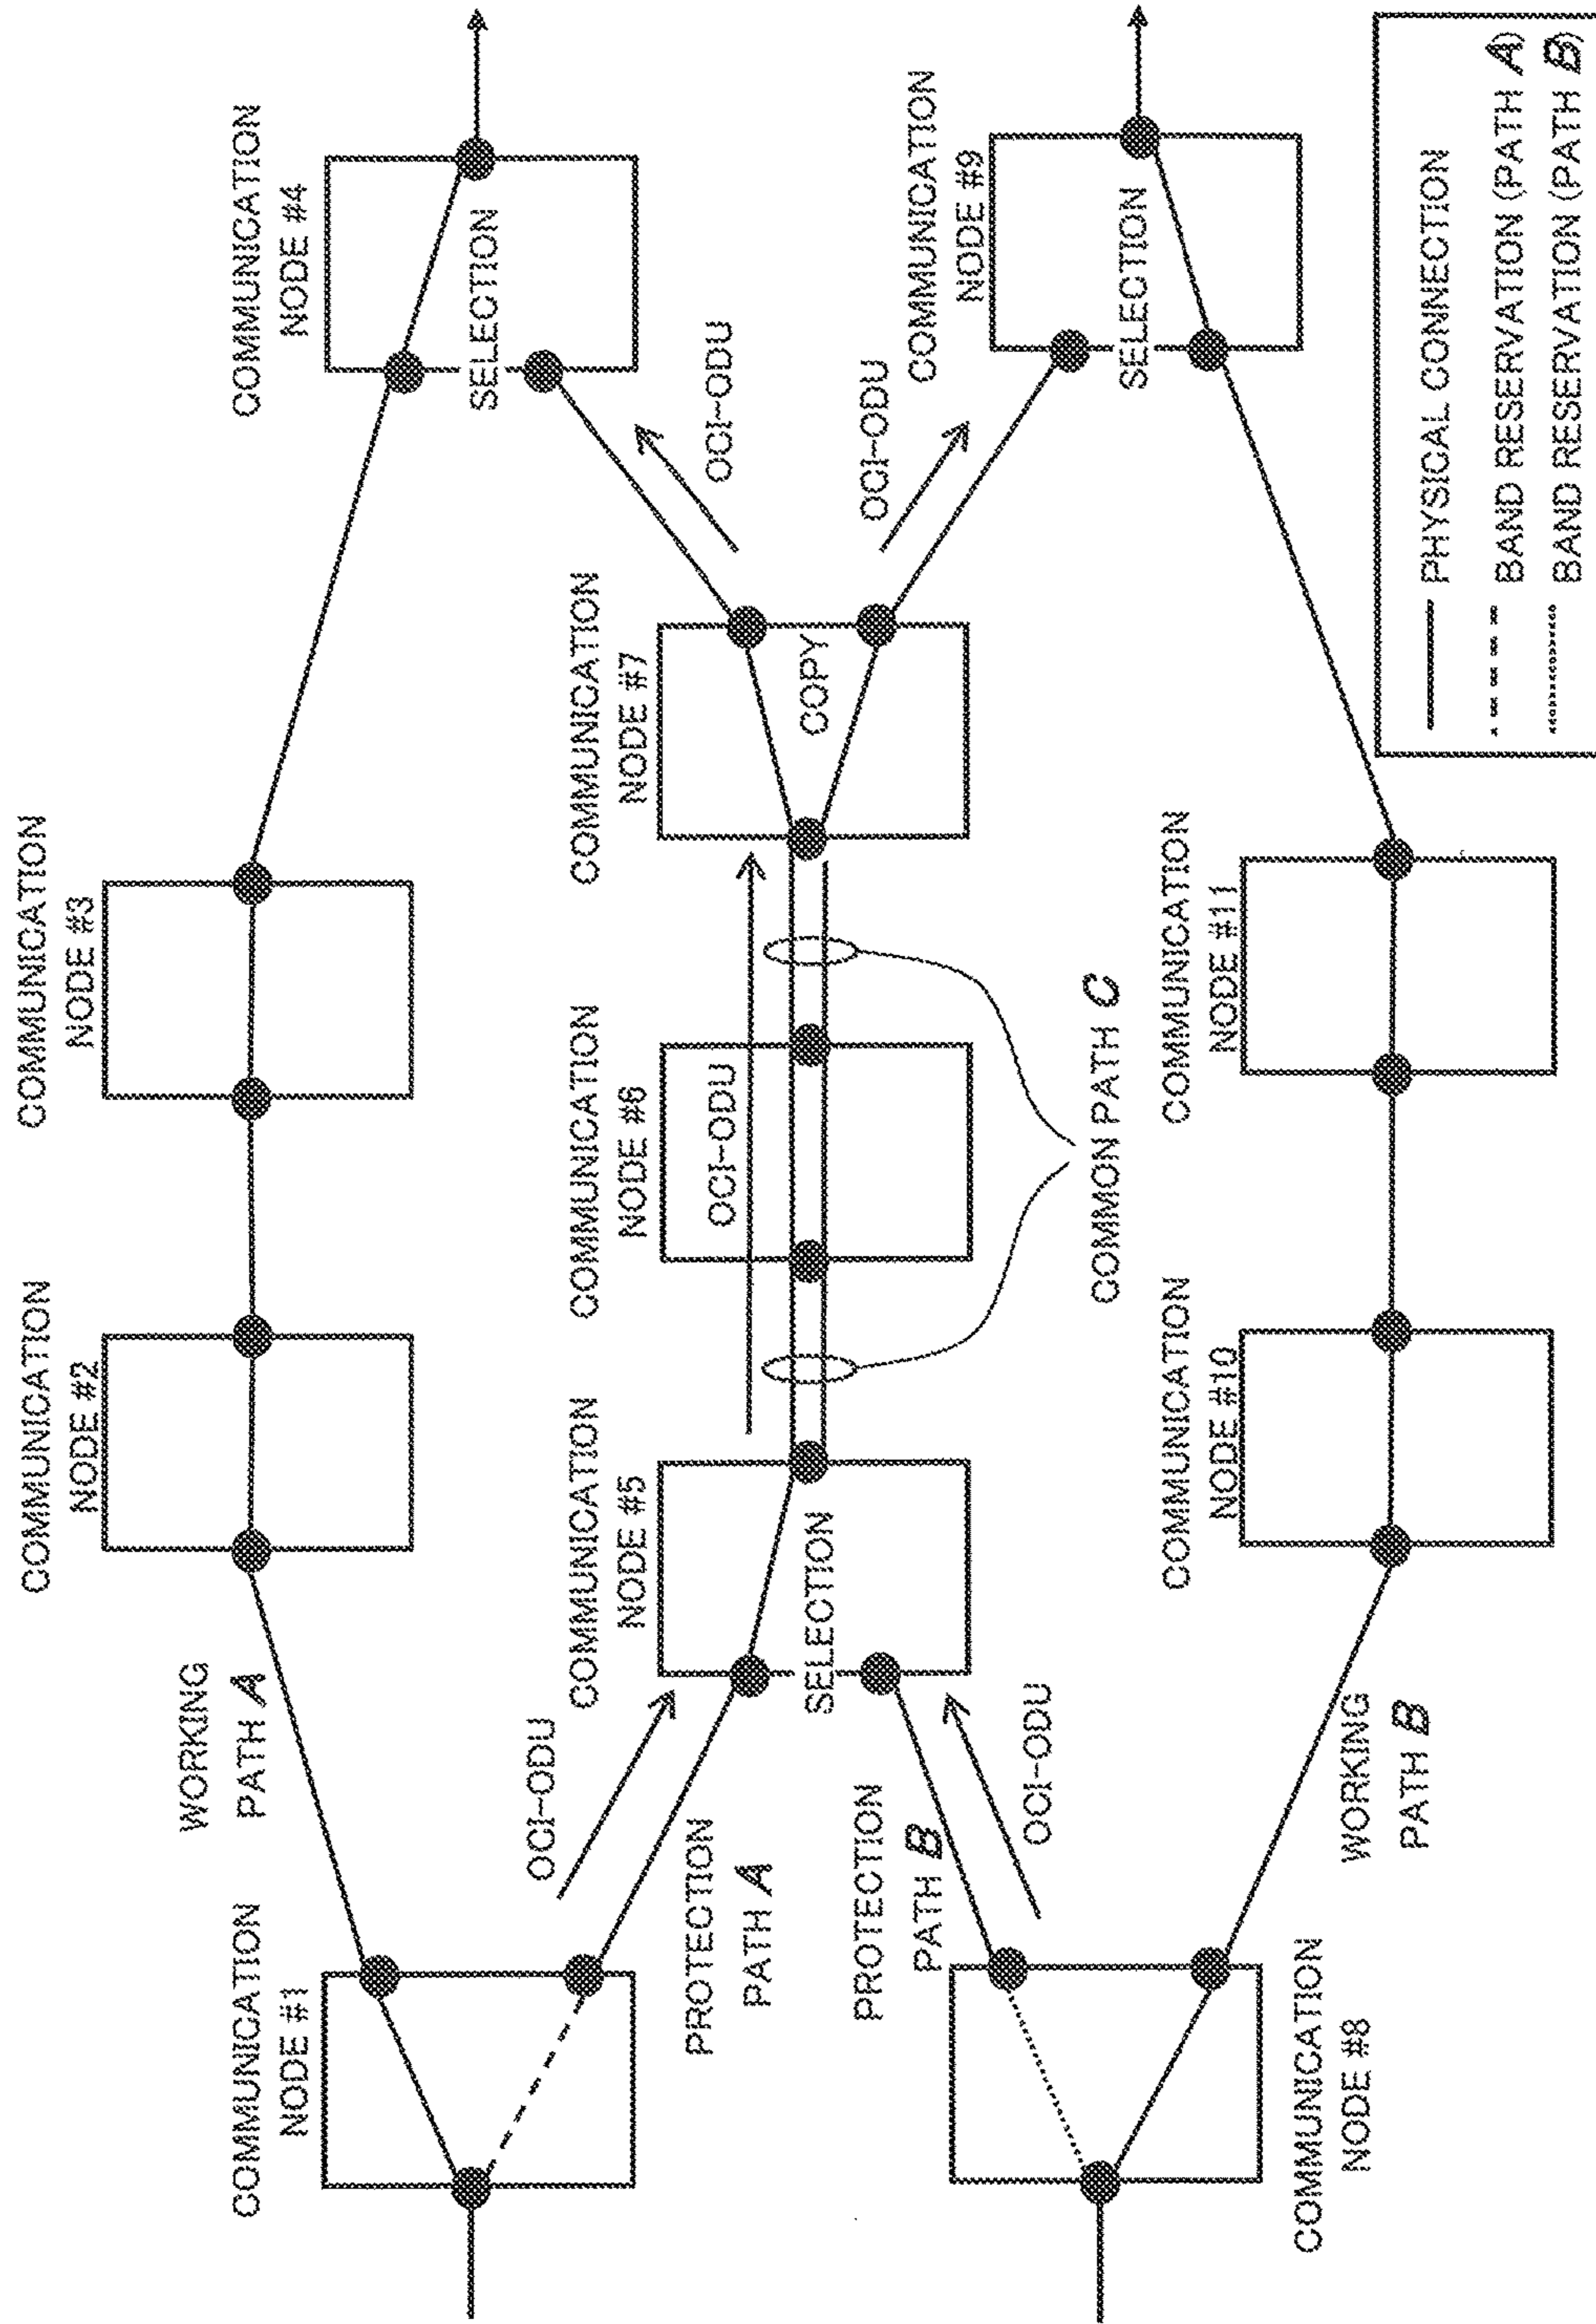 COMMUNICATION
NODE #1
WORKING
PATH A
COMMUNICATION
NODE #2
COMMUNICATION
NODE #3
COMMUNICATION
NODE #4
SELECTION
OCI-ODU
PROTECTION
PATH A
COMMUNICATION
NODE #5
SELECTION
COMMUNICATION
NODE #6
OCI-ODU
COMMUNICATION
NODE #7
COPY
OCI-ODU
OCI-ODU
PROTECTION
PATH B
OCI-ODU
COMMON PATH C
COMMUNICATION
NODE #8
WORKING
PATH B
COMMUNICATION
NODE #10
COMMUNICATION
NODE #11
COMMUNICATION
NODE #9
SELECTION
PHYSICAL CONNECTION
BAND RESERVATION (PATH A)
BAND RESERVATION (PATH B)